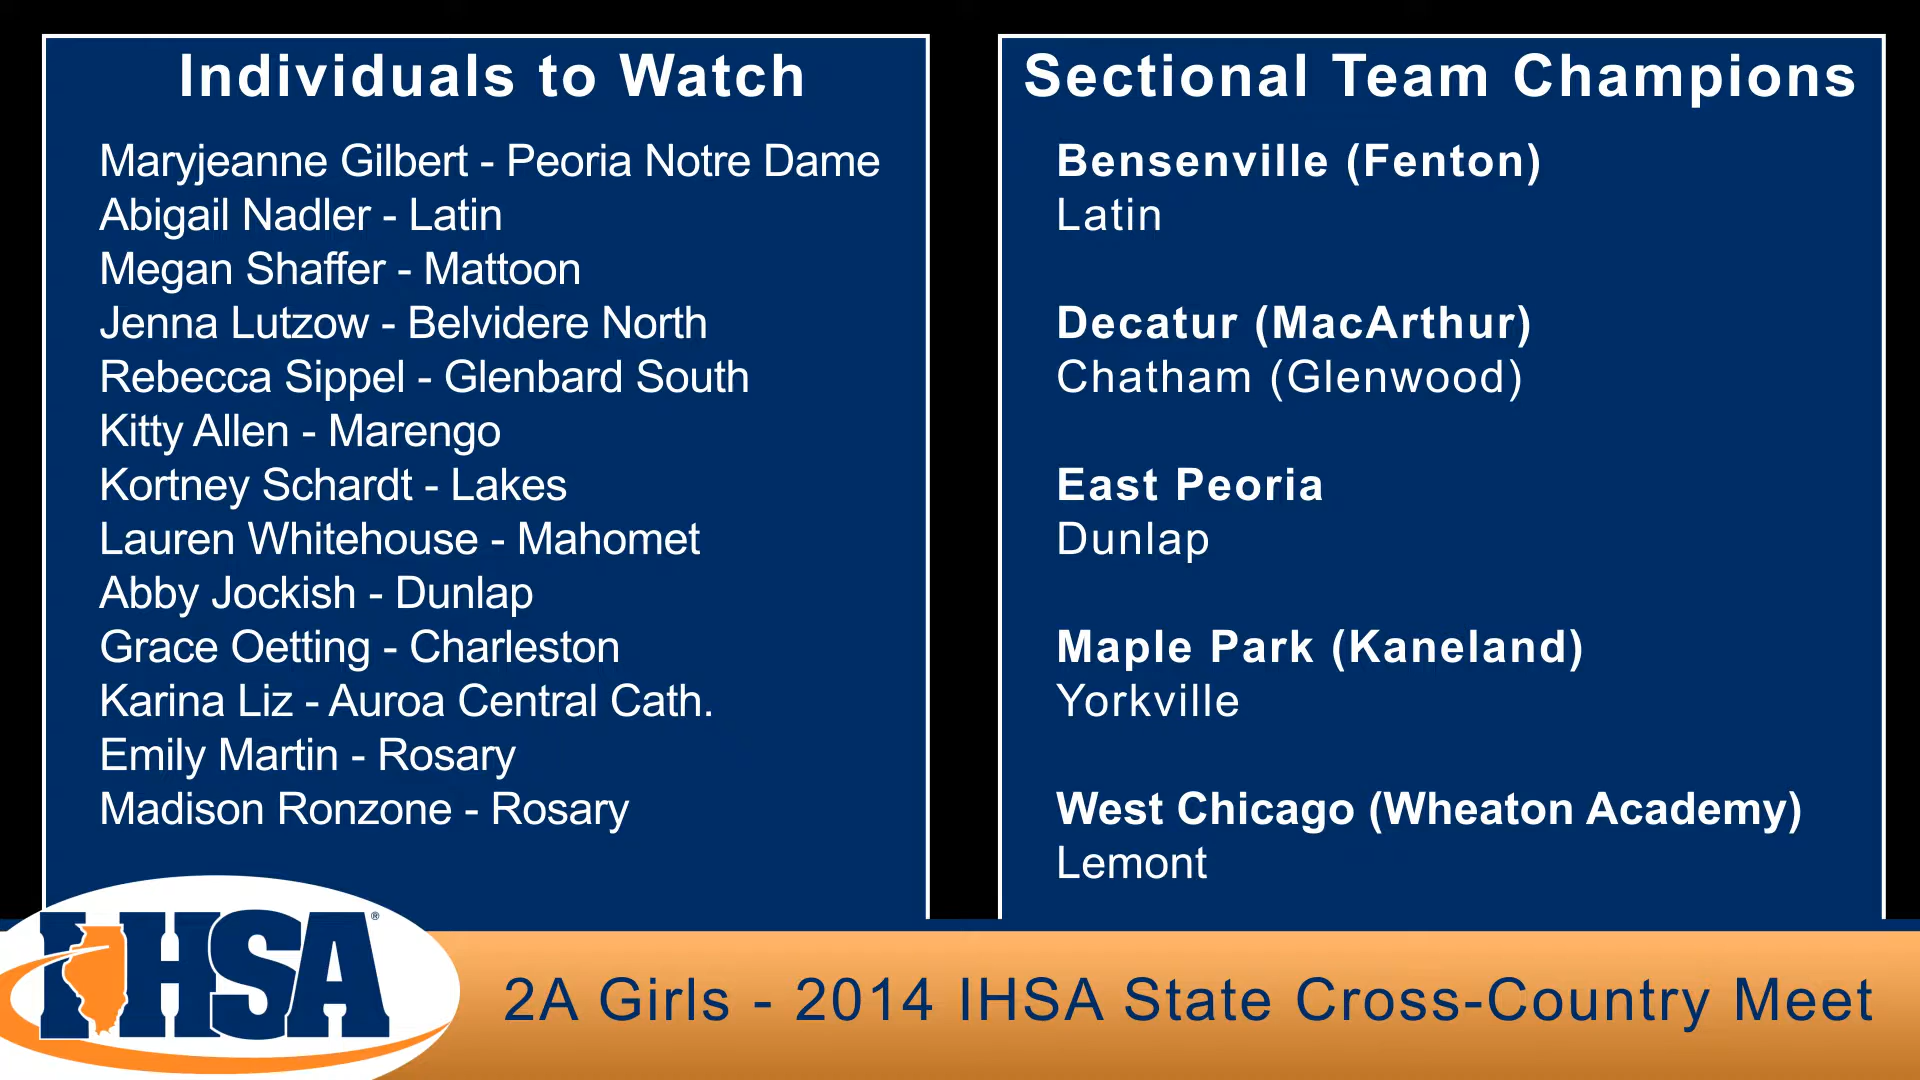 Individuals to Watch
Maryjeanne Gilbert - Peoria Notre Dame
Abigail Nadler - Latin
Megan Shaffer - Mattoon
Jenna Lutzow - Belvidere North
Rebecca Sippel - Glenbard South
Kitty Allen - Marengo
Kortney Schardt - Lakes
Lauren Whitehouse - Mahomet
Abby Jockish - Dunlap
Grace Oetting - Charleston
Karina Liz - Auroa Central Cath.
Emily Martin - Rosary
Madison Ronzone - Rosary
Sectional Team Champions
Bensenville (Fenton)
Latin
Decatur (MacArthur)
Chatham (Glenwood)
East Peoria
Dunlap
Maple Park (Kaneland)
Yorkville
West Chicago (Wheaton Academy)
Lemont
IHSA®
2A Girls - 2014 IHSA State Cross-Country Meet